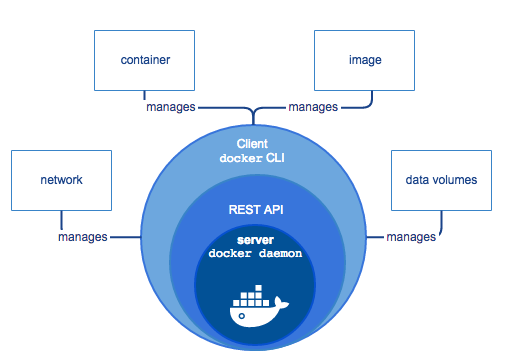 container
image
manages
manages
Client
docker CLI
network
data volumes
REST API
manages
manages
server
docker daemon